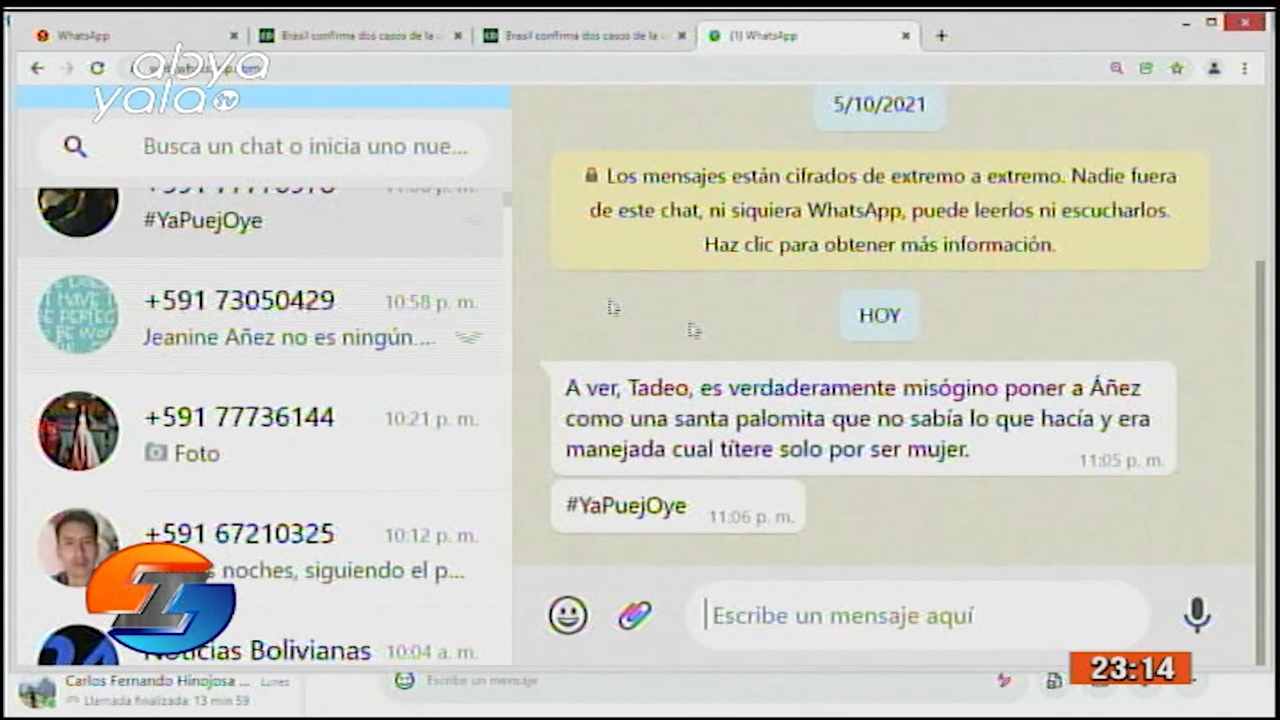 WhatsApp
Brasil confirma dos casos de la
Brasil confirma dos casos de la
(1) WhatsApp
abya
yala tv
5/10/2021
Busca un chat o inicia uno nue...
Los mensajes están cifrados de extremo a extremo. Nadie fuera
de este chat, ni siquiera WhatsApp, puede leerlos ni escucharlos.
Haz clic para obtener más información.
#YaPuejOye
+591 73050429
10:58 p. m.
Jeanine Añez no es ningún....
HOY
A ver, Tadeo, es verdaderamente misógino poner a Áñez
como una santa palomita que no sabía lo que hacía y era
manejada cual títere solo por ser mujer.
11:05 p. m.
+591 77736144
10:21 p. m.
Foto
#YaPuejOye
11:06 p. m.
+591 67210325
10:12 p. m.
noches, siguiendo el p...
Escribe un mensaje aquí
Noticias Bolivianas
10:04 a. m.
Carlos Fernando Hinojosa ...
Lunes
Llamada finalizada: 13 min 59
Escribe un mensaje
23:14